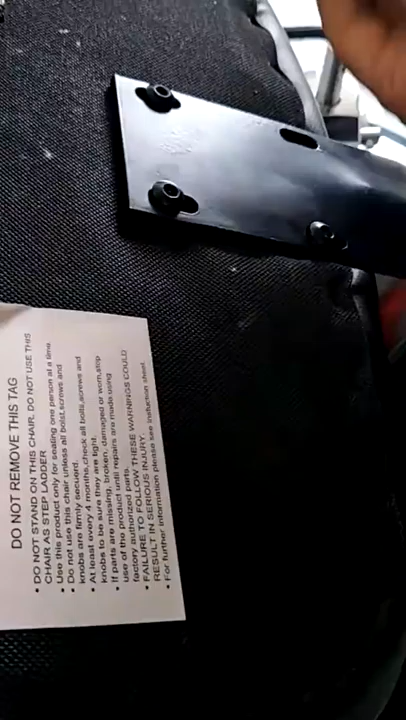 DO NOT REMOVE THIS TAG
• DO NOT STAND ON THIS CHAIR. DO NOT USE THIS
CHAIR AS STEP LADDER
• Use this product only for seating one person at a time
• Do not use this chair unless all bolst,screws and
knobs are firmly secuerd.
• At least every 4 months,check all bolts,screws and
knobs to be sure they are tight.
• If parts are missing, broken, damaged or worn,stop
use of the product until repairs are made,using
factory authorized parts.
• FAILURE TO FOLLOW THESE WARNINGS COULD
RESULT IN SERIOUS INJURY.
• For further information please see instuction sheet.